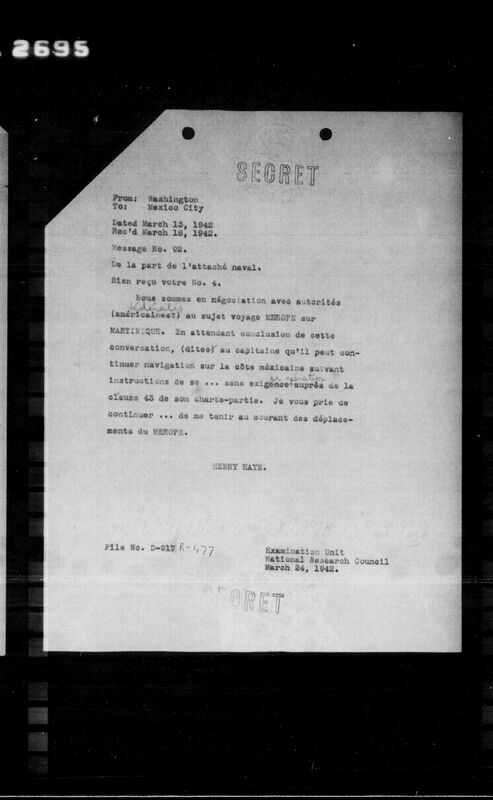 2695
SECRET
From: Washington
To: Mexico City
Dated March 13, 1942
Rec'd March 18, 1942.
Message No. 92.
De la part de l'attaché naval.
Bien reçu votre No. 4.
Nous sommes en négociation avec autorités
fédérales
(américaines?) au sujet voyage MEROPE sur
MARTINIQUE. En attendant conclusion de cette
conversation, (dites) au capitaine qu'il peut con-
tinuer navigation sur la côte méxicaine suivant
instructions de se ... sans exigence suprès de la
clause 43 de son charte-partie. Je vous prie de
continuer ... de me tenir au courant des déplace-
ments du MEROPE.
HENRY HAYE.
File No. D-217 R-477
Examination Unit
National Research Council
March 24, 1942.
SECRET